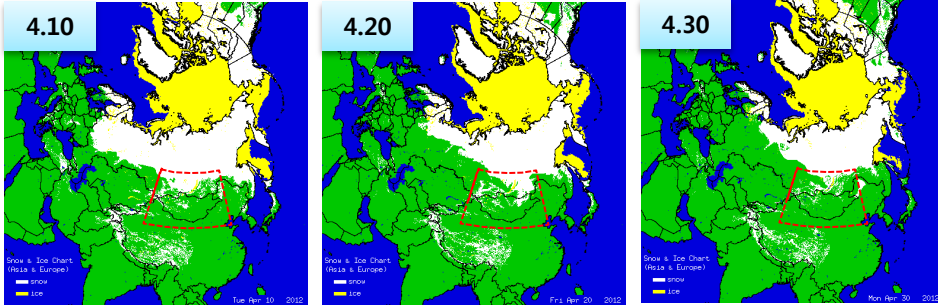 4.10
Snow & Ice Chart
(Asia & Europe)
snow
ice
Tue Apr 10 2012
4.20
Snow & Ice Chart
(Asia & Europe)
snow
ice
Fri Apr 20 2012
4.30
Snow & Ice Chart
(Asia & Europe)
snow
ice
Mon Apr 30 2012